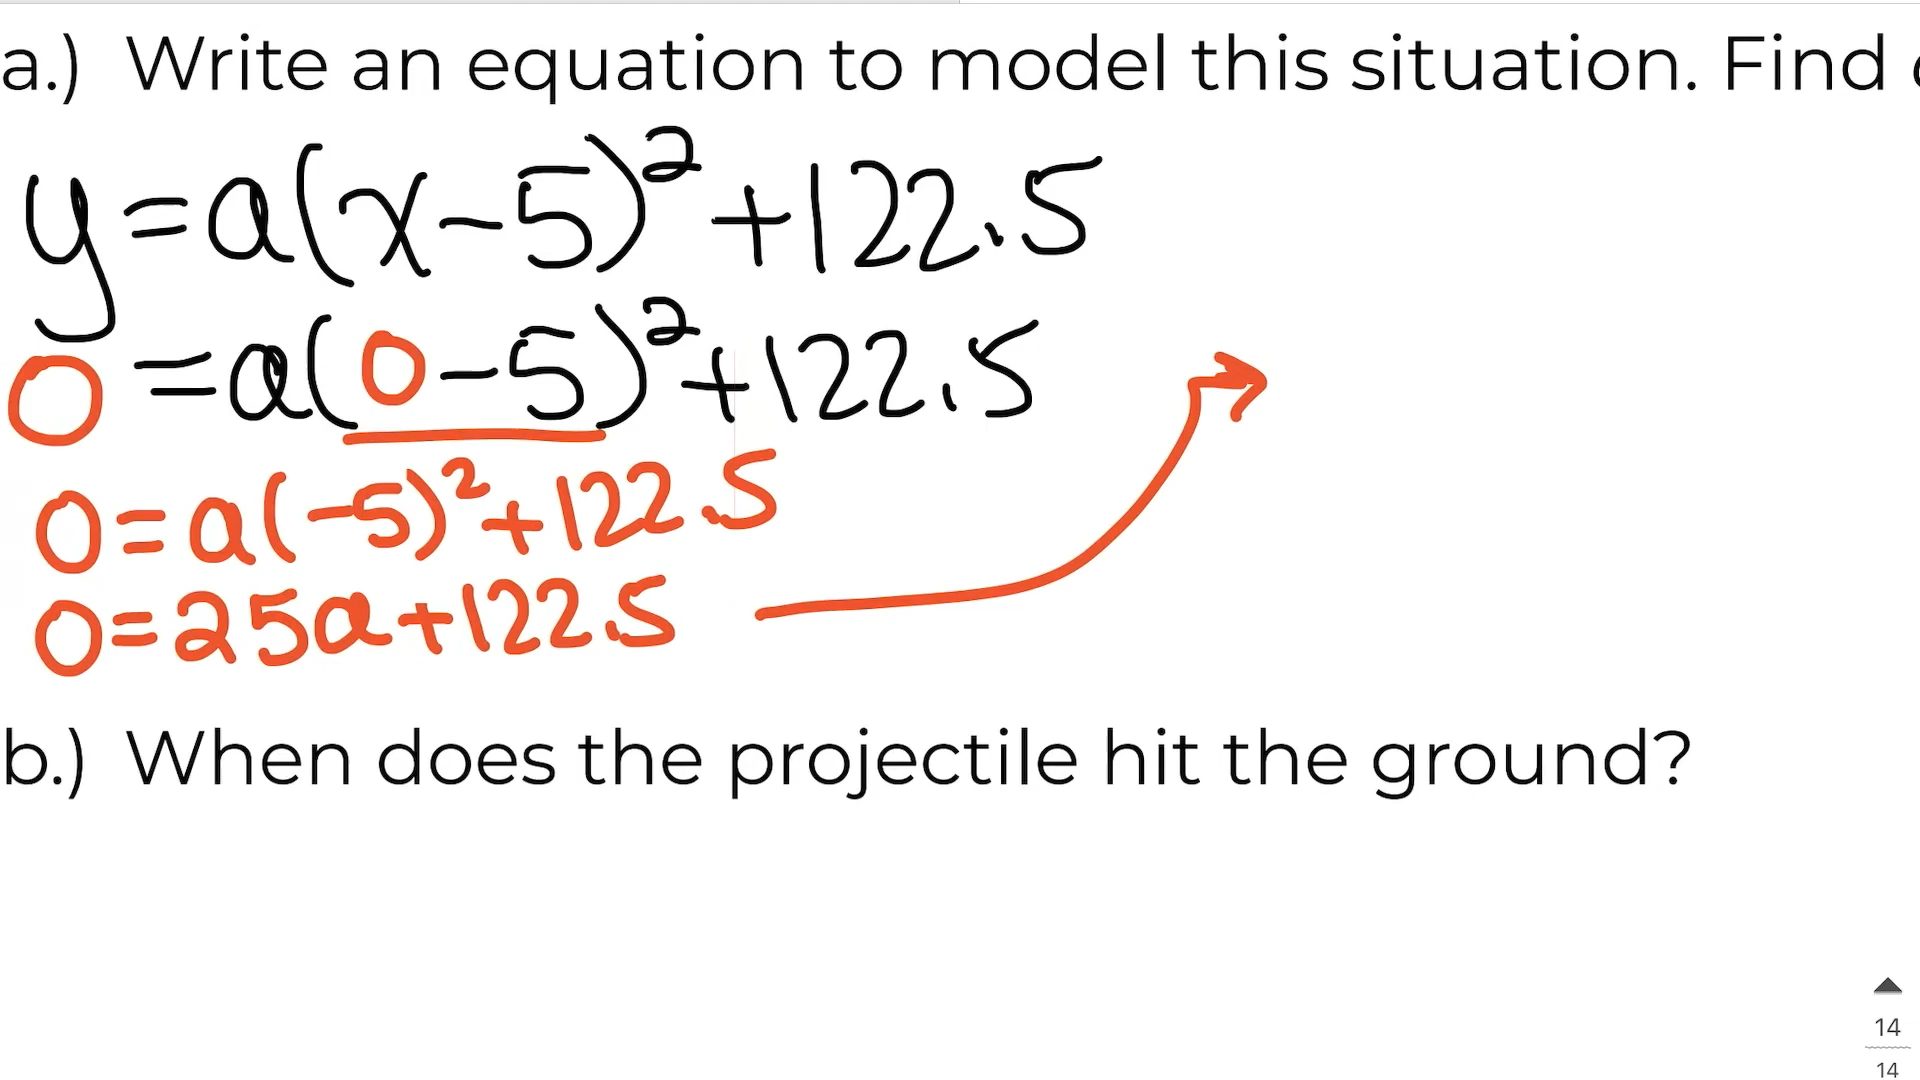 a.) Write an equation to model this situation. Find
y=a(x-5)²+122.5
0=a(0-5)²+122.5
0=a(-5)²+122.5
0=25a+122.5
b.) When does the projectile hit the ground?
14
14